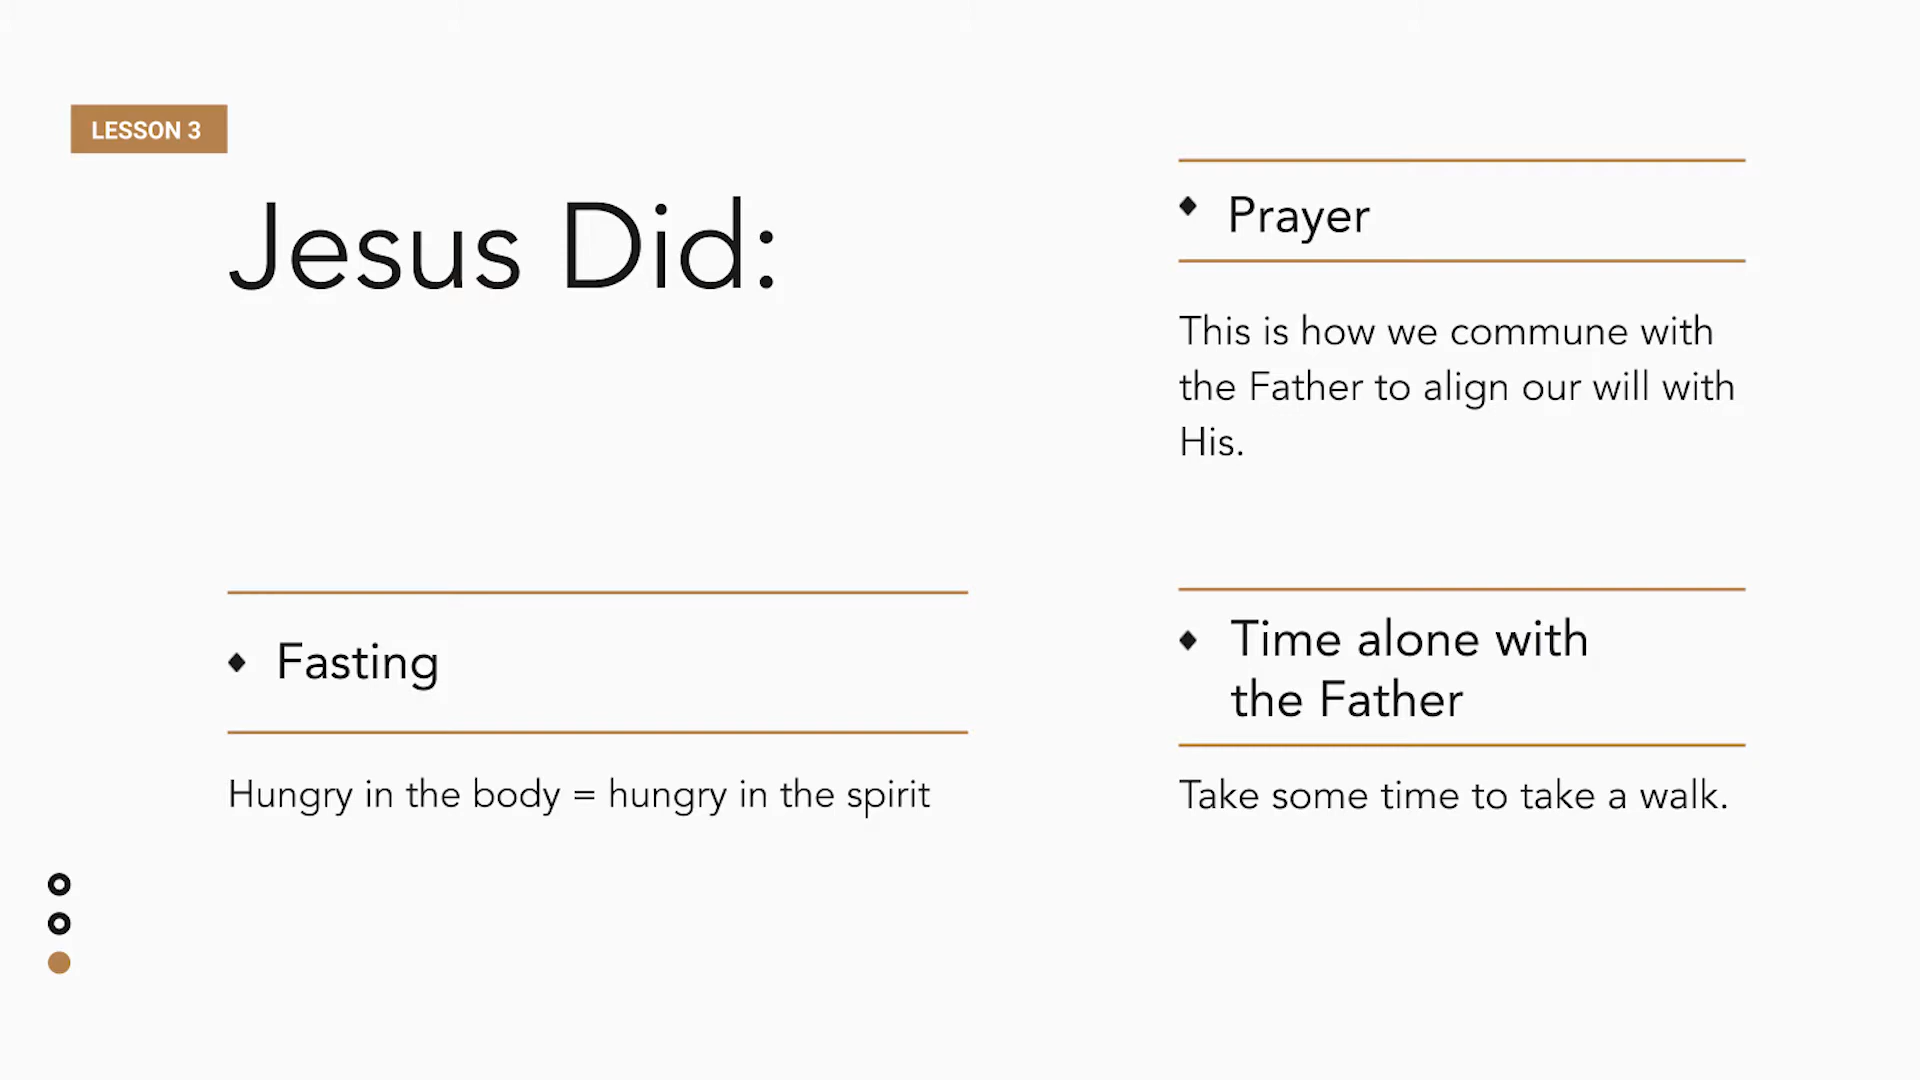 LESSON 3
Jesus Did:
Fasting
Hungry in the body = hungry in the spirit
Prayer
This is how we commune with
the Father to align our will with
His.
Time alone with
the Father
Take some time to take a walk.